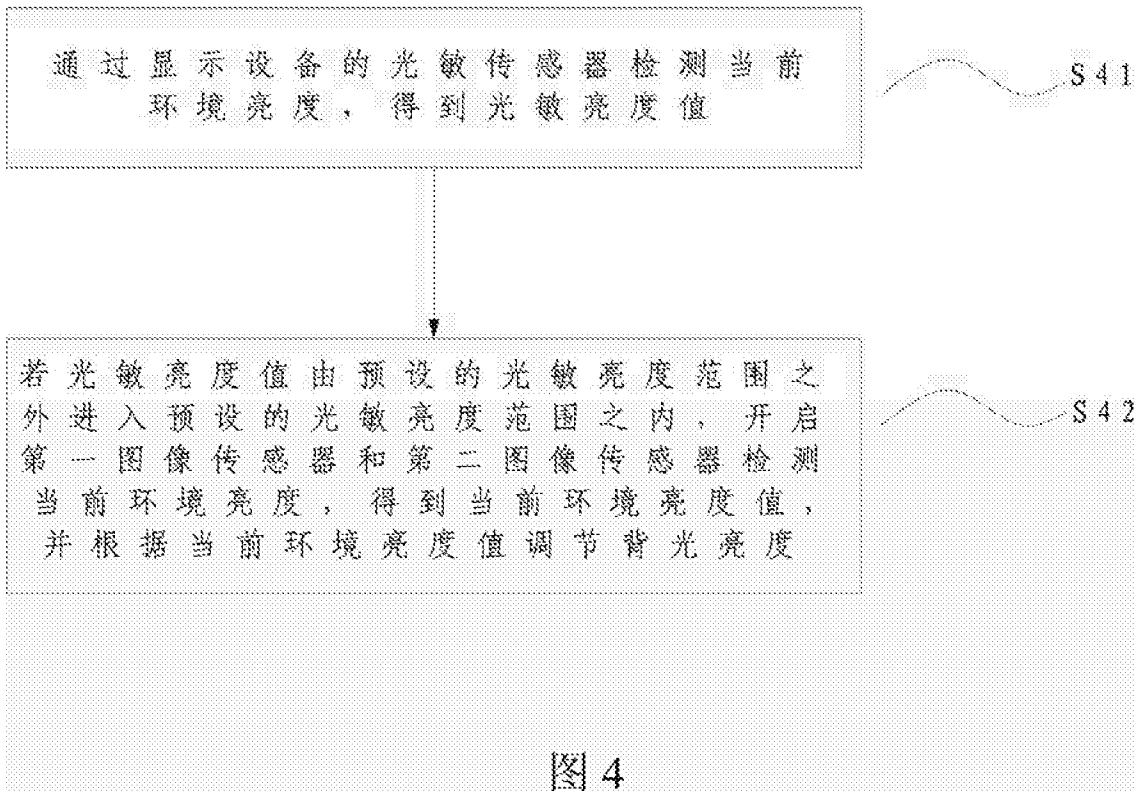 通过显示设备的光敏传感器检测当前
环境亮度，得到光敏亮度值
S41
若光敏亮度值由预设的光敏亮度范围之
外进入预设的光敏亮度范围之内，开启
第一图像传感器和第二图像传感器检测
当前环境亮度，得到当前环境亮度值，
并根据当前环境亮度值调节背光亮度
S42
图4